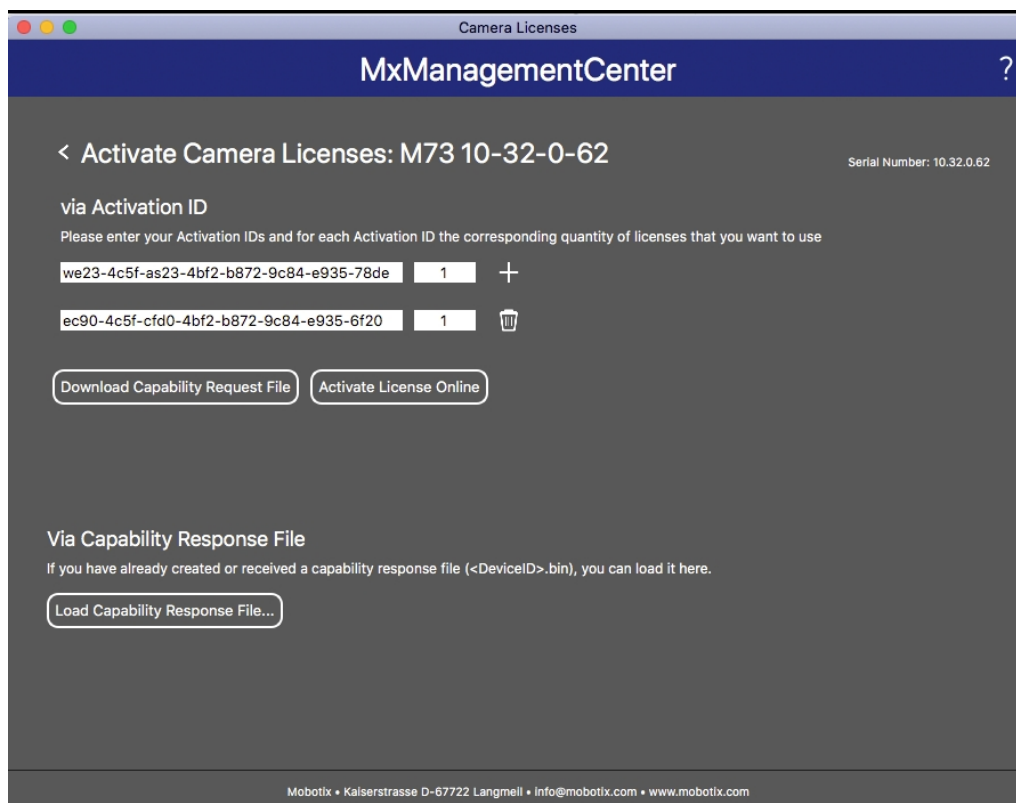 Camera Licenses
MxManagementCenter ?
< Activate Camera Licenses: M73 10-32-0-62
Serial Number: 10.32.0.62
via Activation ID
Please enter your Activation IDs and for each Activation ID the corresponding quantity of licenses that you want to use
we23-4c5f-as23-4bf2-b872-9c84-e935-78de 1 +
ec90-4c5f-cfd0-4bf2-b872-9c84-e935-6f20 1
Download Capability Request File Activate License Online
Via Capability Response File
If you have already created or received a capability response file (<DeviceID>.bin), you can load it here.
Load Capability Response File...
Mobotix • Kaiserstrasse D-67722 Langmeil • info@mobotix.com • www.mobotix.com